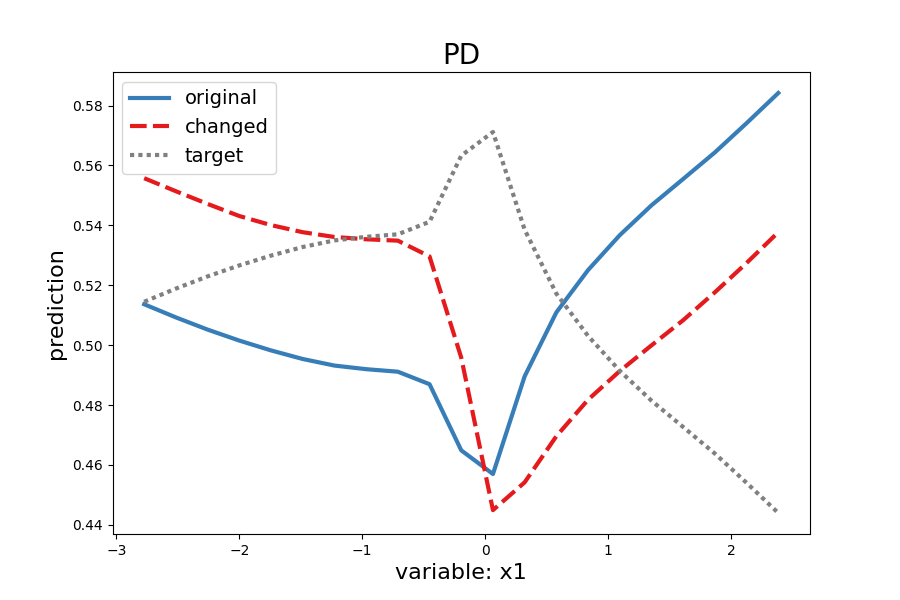 PD
original
changed
target
0.58
0.56
0.54
0.52
0.50
0.48
0.46
0.44
prediction
−3
−2
−1
0
1
2
variable: x1